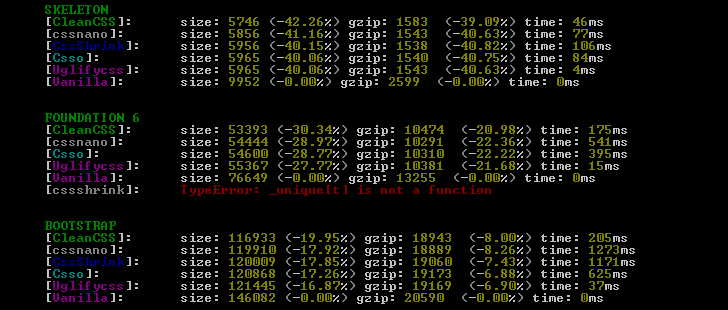 SKELETON
[CleanCSS]: size: 5746 (-42.26%) gzip: 1583 (-39.09%) time: 46ms
[cssnano]: size: 5856 (-41.16%) gzip: 1543 (-40.63%) time: 77ms
[CssShrink]: size: 5956 (-40.15%) gzip: 1538 (-40.82%) time: 106ms
[Csso]: size: 5965 (-40.06%) gzip: 1540 (-40.75%) time: 84ms
[Uglifycss]: size: 5965 (-40.06%) gzip: 1543 (-40.63%) time: 4ms
[Vanilla]: size: 9952 (-0.00%) gzip: 2599 (-0.00%) time: 0ms
FOUNDATION 6
[CleanCSS]: size: 53393 (-30.34%) gzip: 10474 (-20.98%) time: 175ms
[cssnano]: size: 54444 (-28.97%) gzip: 10291 (-22.36%) time: 541ms
[Csso]: size: 54600 (-28.77%) gzip: 10310 (-22.22%) time: 395ms
[Uglifycss]: size: 55367 (-27.77%) gzip: 10381 (-21.68%) time: 15ms
[Vanilla]: size: 76649 (-0.00%) gzip: 13255 (-0.00%) time: 0ms
[cssshrink]: TypeError: _unique[t] is not a function
BOOTSTRAP
[CleanCSS]: size: 116933 (-19.95%) gzip: 18943 (-8.00%) time: 205ms
[cssnano]: size: 119910 (-17.92%) gzip: 18889 (-8.26%) time: 1273ms
[CssShrink]: size: 120009 (-17.85%) gzip: 19060 (-7.43%) time: 1171ms
[Csso]: size: 120868 (-17.26%) gzip: 19173 (-6.88%) time: 625ms
[Uglifycss]: size: 121445 (-16.87%) gzip: 19169 (-6.90%) time: 37ms
[Vanilla]: size: 146082 (-0.00%) gzip: 20590 (-0.00%) time: 0ms